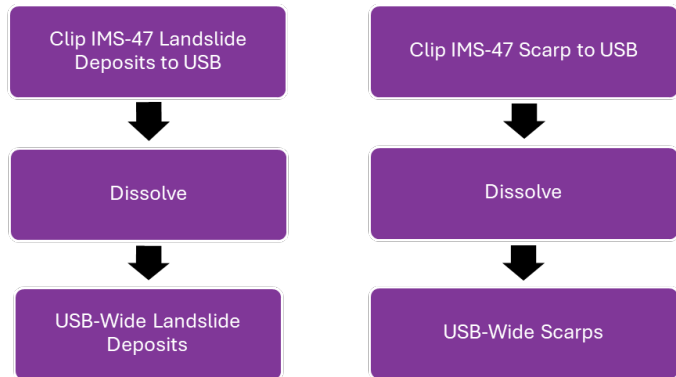 Clip IMS-47 Landslide
Deposits to USB
Clip IMS-47 Scarp to USB
Dissolve
Dissolve
USB-Wide Landslide
Deposits
USB-Wide Scarps